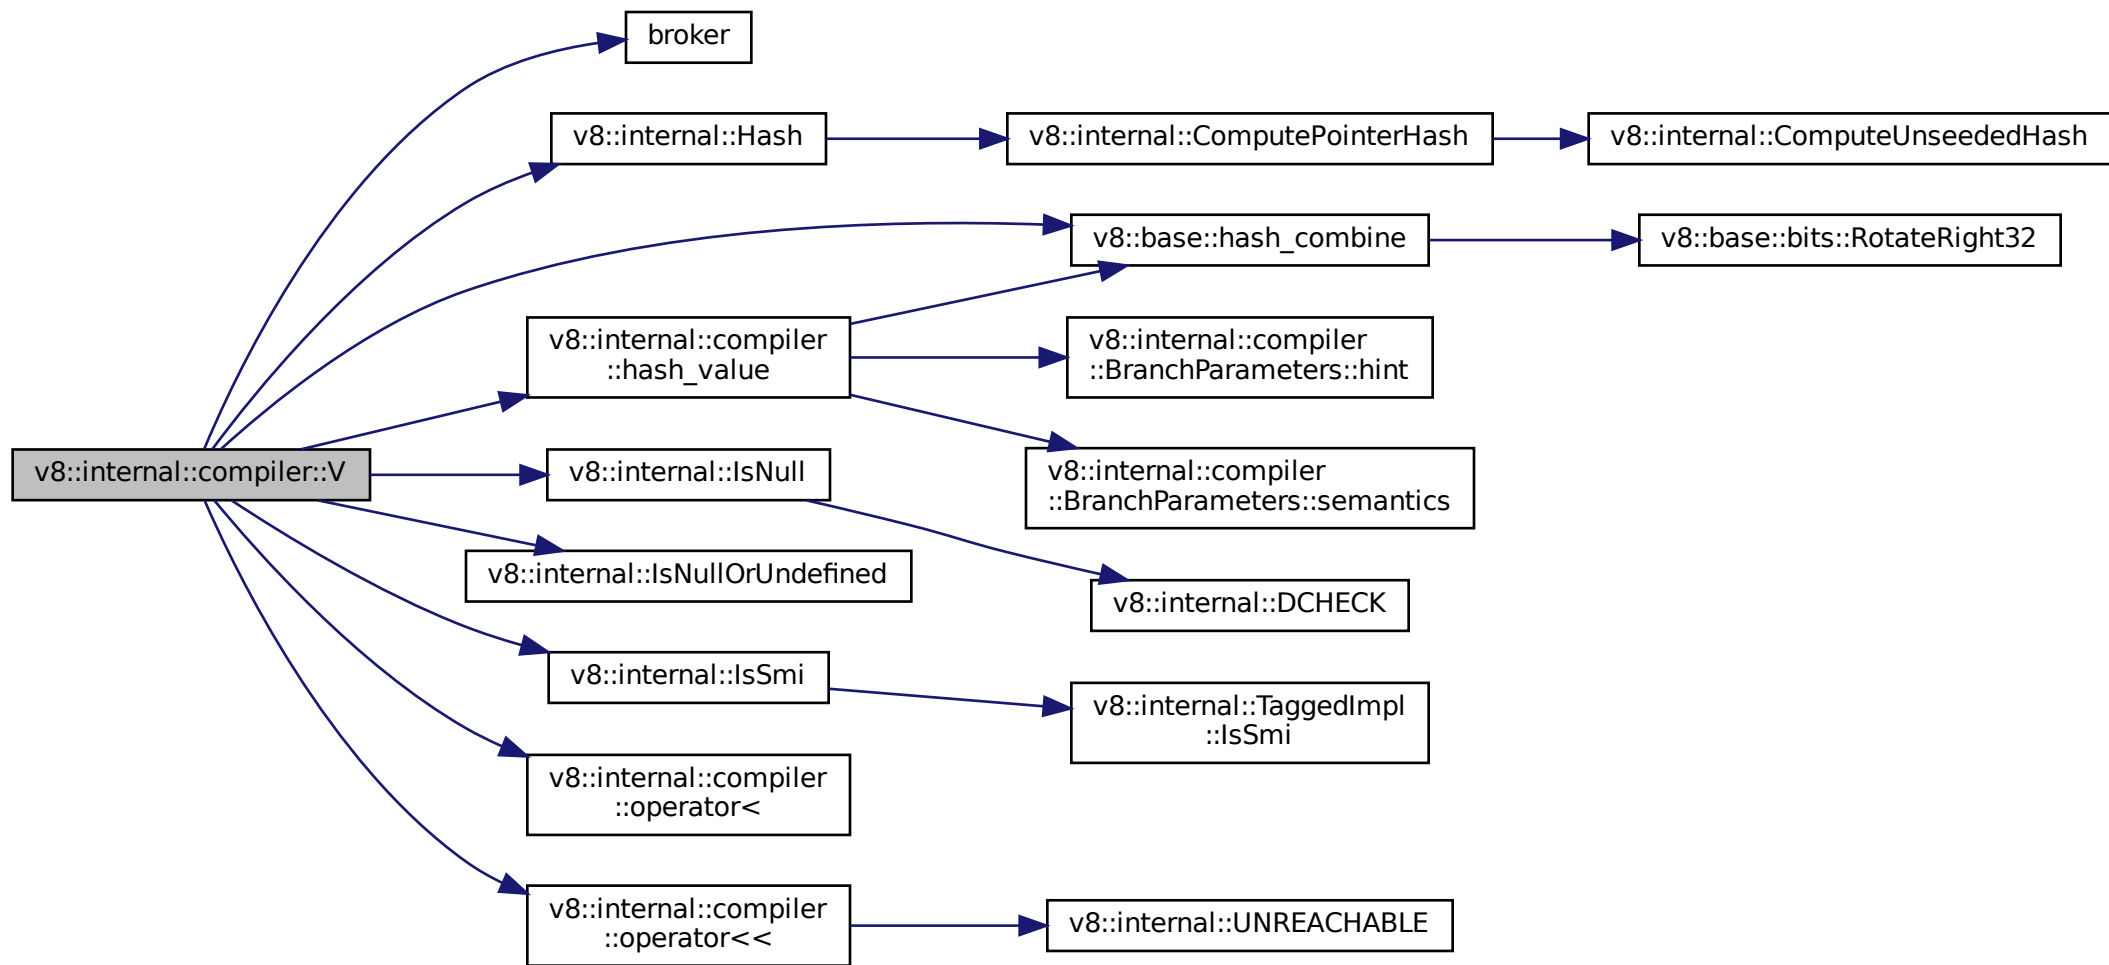 broker
v8::internal::Hash
v8::internal::ComputePointerHash
v8::internal::ComputeUnseededHash
v8::base::hash_combine
v8::base::bits::RotateRight32
v8::internal::compiler
::hash_value
v8::internal::compiler
::BranchParameters::hint
v8::internal::compiler::V
v8::internal::IsNull
v8::internal::compiler
::BranchParameters::semantics
v8::internal::IsNullOrUndefined
v8::internal::DCHECK
v8::internal::IsSmi
v8::internal::TaggedImpl
::IsSmi
v8::internal::compiler
::operator<
v8::internal::compiler
::operator<<
v8::internal::UNREACHABLE